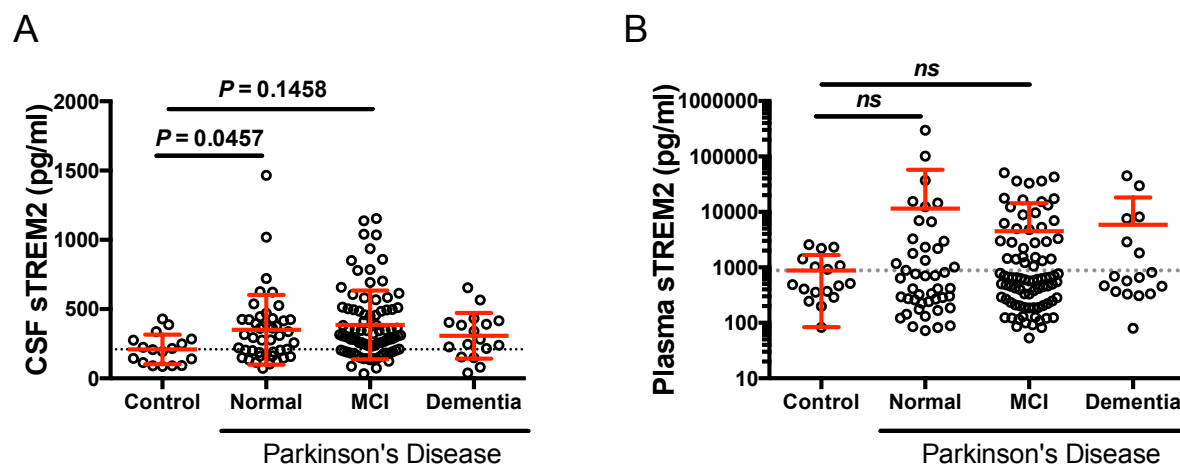 A
P = 0.1458
P = 0.0457
CSF sTREM2 (pg/ml)
2000
1500
1000
500
0
Control Normal MCI Dementia
Parkinson's Disease
B
ns
ns
Plasma sTREM2 (pg/ml)
1000000
100000
10000
1000
100
10
Control Normal MCI Dementia
Parkinson's Disease